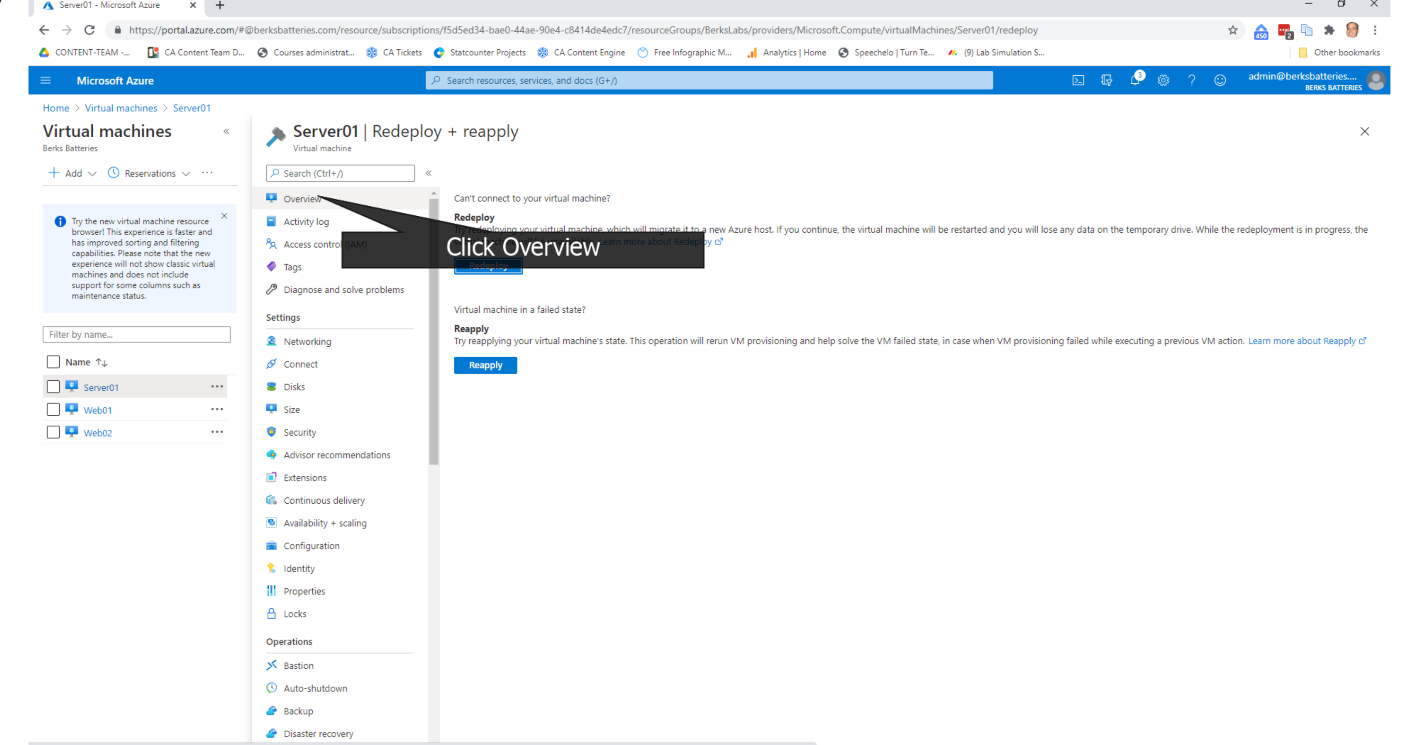 Server01 - Microsoft Azure
https://portal.azure.com/#@berksbatteries.com/resource/subscriptions/f5d5ed34-bae0-44ae-90e4-c8414de4edc7/resourceGroups/BerksLabs/providers/Microsoft.Compute/virtualMachines/Server01/redeploy
450
2
CONTENT-TEAM -... CA Content Team D... Courses administrat... CA Tickets Statcounter Projects CA Content Engine Free Infographic M... Analytics | Home Speechelo | Turn Te... (9) Lab Simulation S... Other bookmarks
Microsoft Azure
Search resources, services, and docs (G+/)
3
admin@berksbatteries....
BERKS BATTERIES
Home > Virtual machines > Server01
Virtual machines
Berks Batteries
+ Add Reservations ...
Try the new virtual machine resource
browser! This experience is faster and
has improved sorting and filtering
capabilities. Please note that the new
experience will not show classic virtual
machines and does not include
support for some columns such as
maintenance status.
Filter by name...
Name ↑↓
Server01 ...
Web01 ...
Web02 ...
Server01 | Redeploy + reapply
Virtual machine
Search (Ctrl+/)
Overview
Activity log
Access control (IAM)
Tags
Diagnose and solve problems
Settings
Networking
Connect
Disks
Size
Security
Advisor recommendations
Extensions
Continuous delivery
Availability + scaling
Configuration
Identity
Properties
Locks
Operations
Bastion
Auto-shutdown
Backup
Disaster recovery
Click Overview
Can't connect to your virtual machine?
Redeploy
Try redeploying your virtual machine, which will migrate it to a new Azure host. If you continue, the virtual machine will be restarted and you will lose any data on the temporary drive. While the redeployment is in progress, the
Learn more about Redeploy
Redeploy
Virtual machine in a failed state?
Reapply
Try reapplying your virtual machine's state. This operation will rerun VM provisioning and help solve the VM failed state, in case when VM provisioning failed while executing a previous VM action. Learn more about Reapply
Reapply